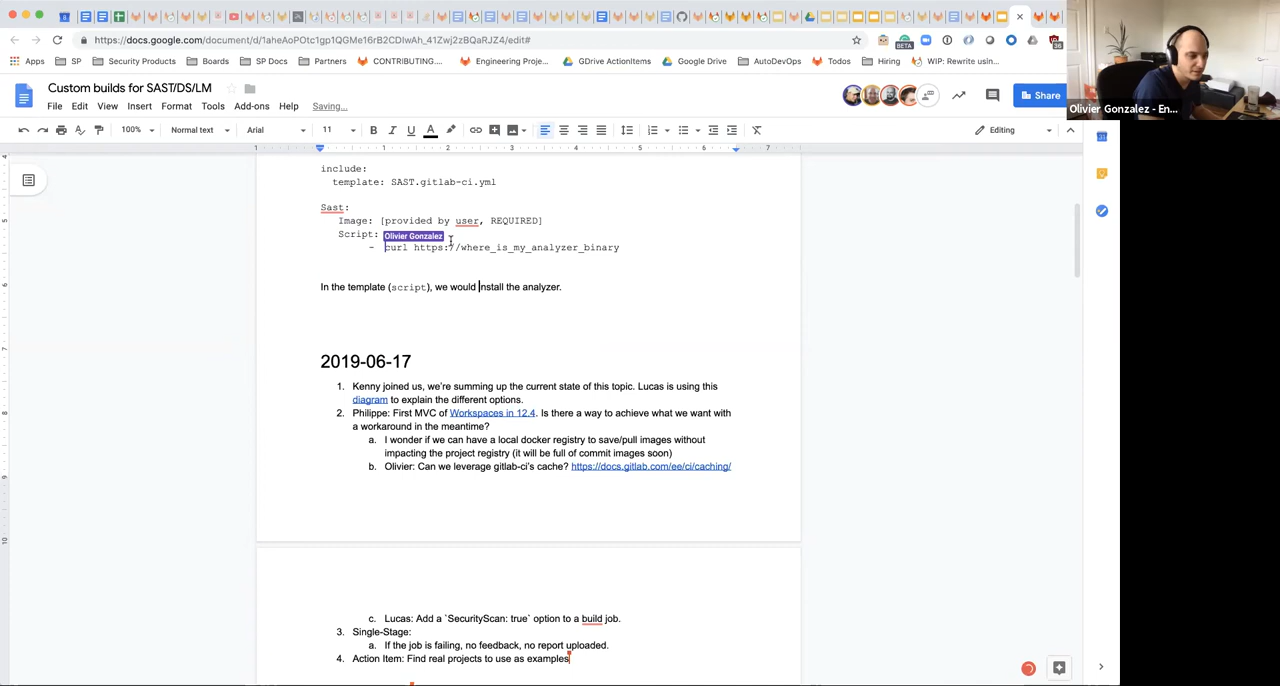 https://docs.google.com/document/d/1aheAoPOtc1gp1QGMe16rB2CDIwAh_41Zwj2zBQaRJZ4/edit#
BETA
36
Apps
SP
Security Products
Boards
SP Docs
Partners
CONTRIBUTING....
Engineering Proje...
GDrive ActionItems
Google Drive
AutoDevOps
Todos
Hiring
WIP: Rewrite usin...
Olivier Gonzalez - En...
Custom builds for SAST/DS/LM
File Edit View Insert Format Tools Add-ons Help Saving...
Share
100% Normal text Arial 11 B I U A Editing
1 1 2 3 4 5 6 7
include:
template: SAST.gitlab-ci.yml
Sast:
Image: [provided by user, REQUIRED]
Script:
Olivier Gonzalez
- curl https://where_is_my_analyzer_binary
In the template (script), we would install the analyzer.
2019-06-17
1. Kenny joined us, we're summing up the current state of this topic. Lucas is using this
diagram to explain the different options.
2. Philippe: First MVC of Workspaces in 12.4. Is there a way to achieve what we want with
a workaround in the meantime?
a. I wonder if we can have a local docker registry to save/pull images without
impacting the project registry (it will be full of commit images soon)
b. Olivier: Can we leverage gitlab-ci's cache? https://docs.gitlab.com/ee/ci/caching/
c. Lucas: Add a `SecurityScan: true` option to a build job.
3. Single-Stage:
a. If the job is failing, no feedback, no report uploaded.
4. Action Item: Find real projects to use as examples